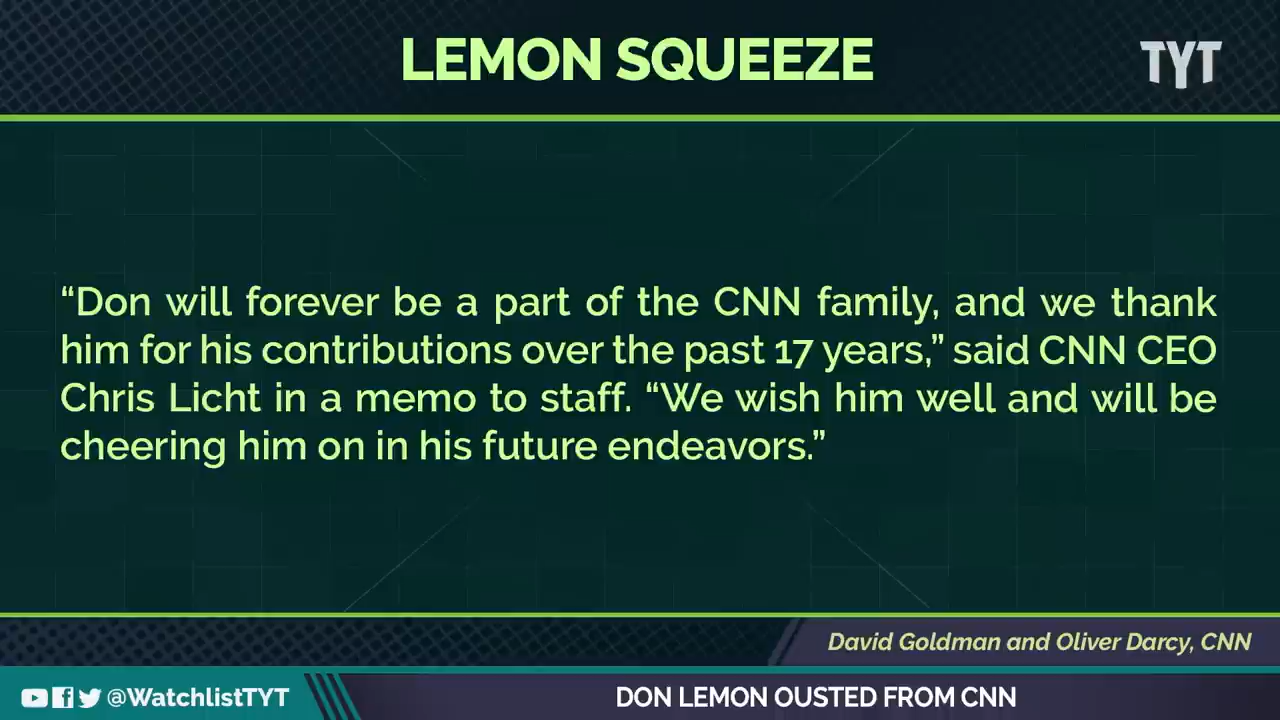 LEMON SQUEEZE
TYT
“Don will forever be a part of the CNN family, and we thank
him for his contributions over the past 17 years,” said CNN CEO
Chris Licht in a memo to staff. “We wish him well and will be
cheering him on in his future endeavors.”
David Goldman and Oliver Darcy, CNN
@WatchlistTYT
DON LEMON OUSTED FROM CNN